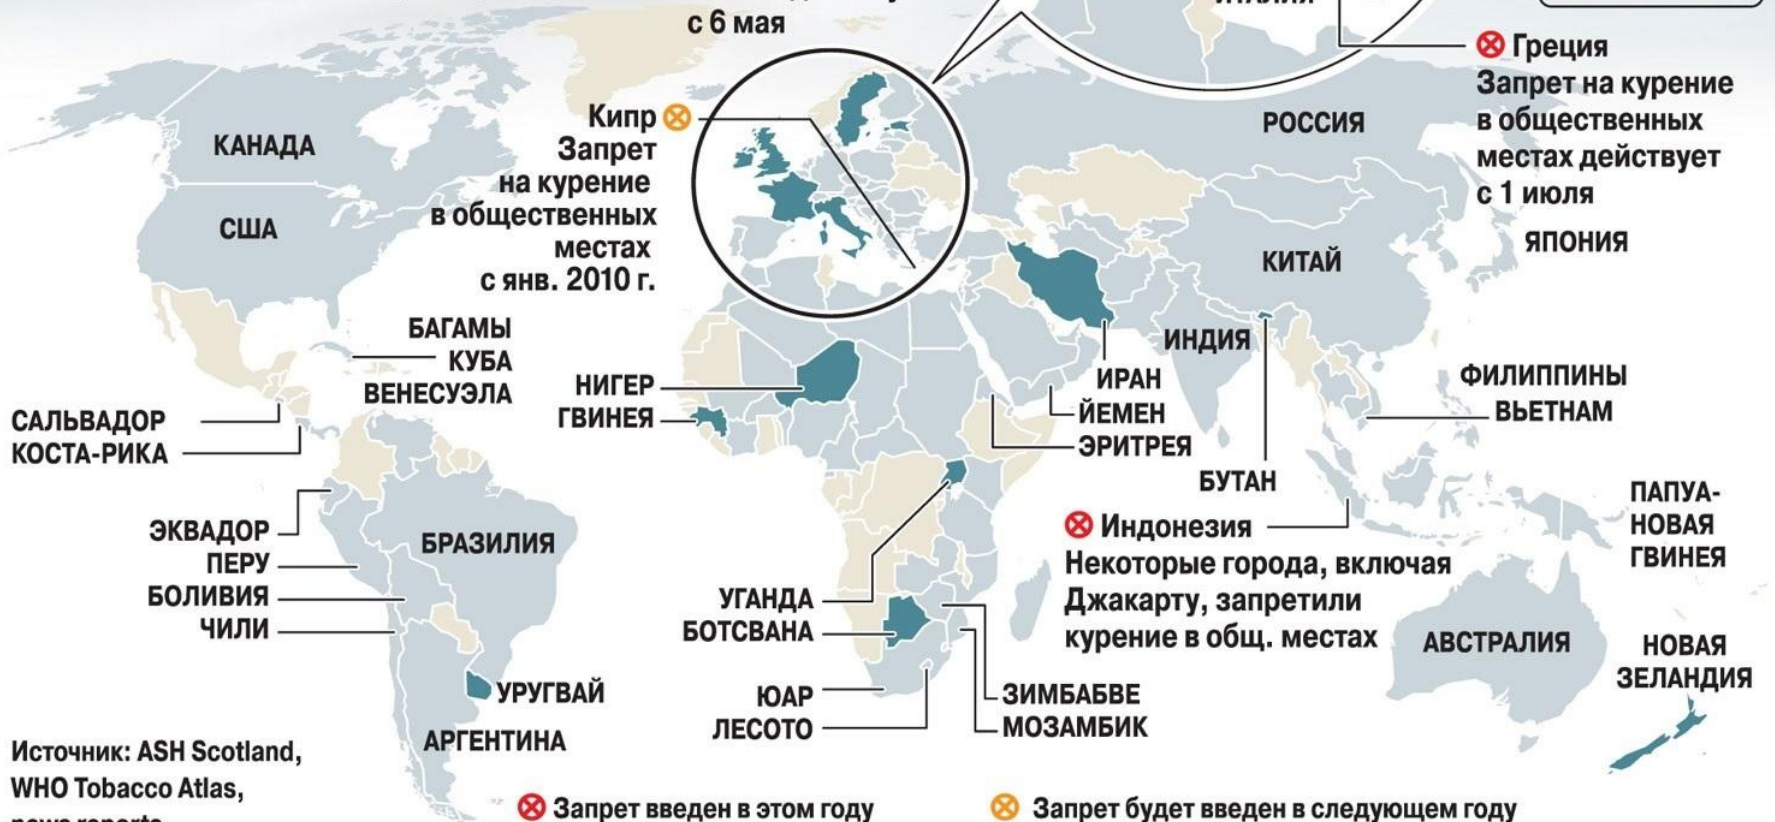 с 6 мая
ИТАЛИЯ
Греция
Запрет на курение
в общественных
местах действует
с 1 июля
Кипр
Запрет
на курение
в общественных
местах
с янв. 2010 г.
КАНАДА
США
РОССИЯ
ЯПОНИЯ
КИТАЙ
ИНДИЯ
БАГАМЫ
КУБА
ВЕНЕСУЭЛА
САЛЬВАДОР
КОСТА-РИКА
НИГЕР
ГВИНЕЯ
ИРАН
ЙЕМЕН
ЭРИТРЕЯ
БУТАН
ФИЛИППИНЫ
ВЬЕТНАМ
ПАПУА-
НОВАЯ
ГВИНЕЯ
ЭКВАДОР
ПЕРУ
БОЛИВИЯ
ЧИЛИ
БРАЗИЛИЯ
Индонезия
Некоторые города, включая
Джакарту, запретили
курение в общ. местах
УГАНДА
БОТСВАНА
АВСТРАЛИЯ
НОВАЯ
ЗЕЛАНДИЯ
УРУГВАЙ
АРГЕНТИНА
ЮАР
ЛЕСОТО
ЗИМБАБВЕ
МОЗАМБИК
Источник: ASH Scotland,
WHO Tobacco Atlas,
news reports
Запрет введен в этом году
Запрет будет введен в следующем году